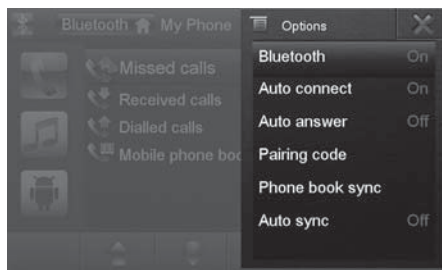 Bluetooth My Phone
Missed calls
Received calls
Dialled calls
Mobile phone boo
Options
Bluetooth On
Auto connect On
Auto answer Off
Pairing code
Phone book sync
Auto sync Off